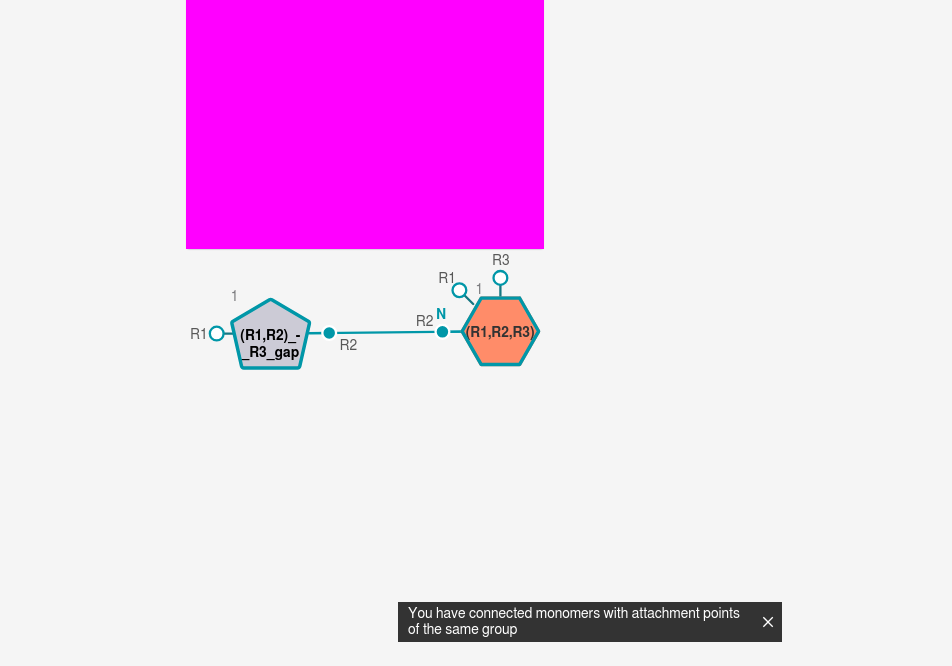 R3
R1
1
1
N
R2
R1
(R1,R2)_-
_R3_gap
R2
(R1,R2,R3)
You have connected monomers with attachment points
of the same group